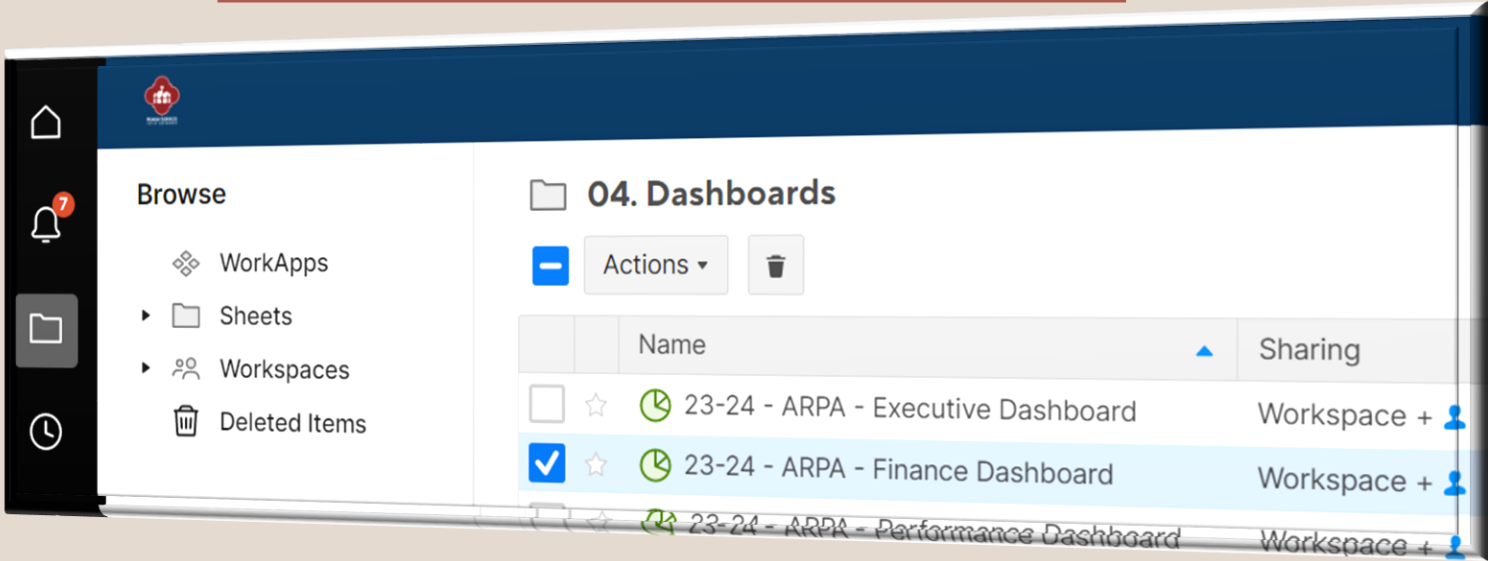 7
Browse
WorkApps
Sheets
Workspaces
Deleted Items
04. Dashboards
Actions
Name
Sharing
23-24 - ARPA - Executive Dashboard
Workspace +
23-24 - ARPA - Finance Dashboard
Workspace +
23-24 - ARPA - Performance Dashboard
Workspace +